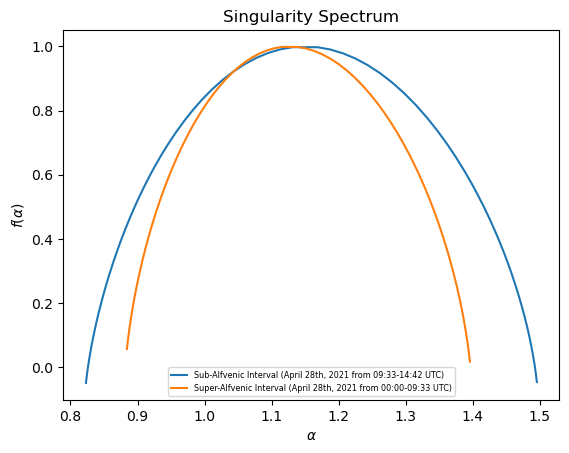 Singularity Spectrum
1.0
0.8
0.6
0.4
0.2
0.0
f(α)
Sub-Alfvenic Interval (April 28th, 2021 from 09:33-14:42 UTC)
Super-Alfvenic Interval (April 28th, 2021 from 00:00-09:33 UTC)
0.8 0.9 1.0 1.1 1.2 1.3 1.4 1.5
α